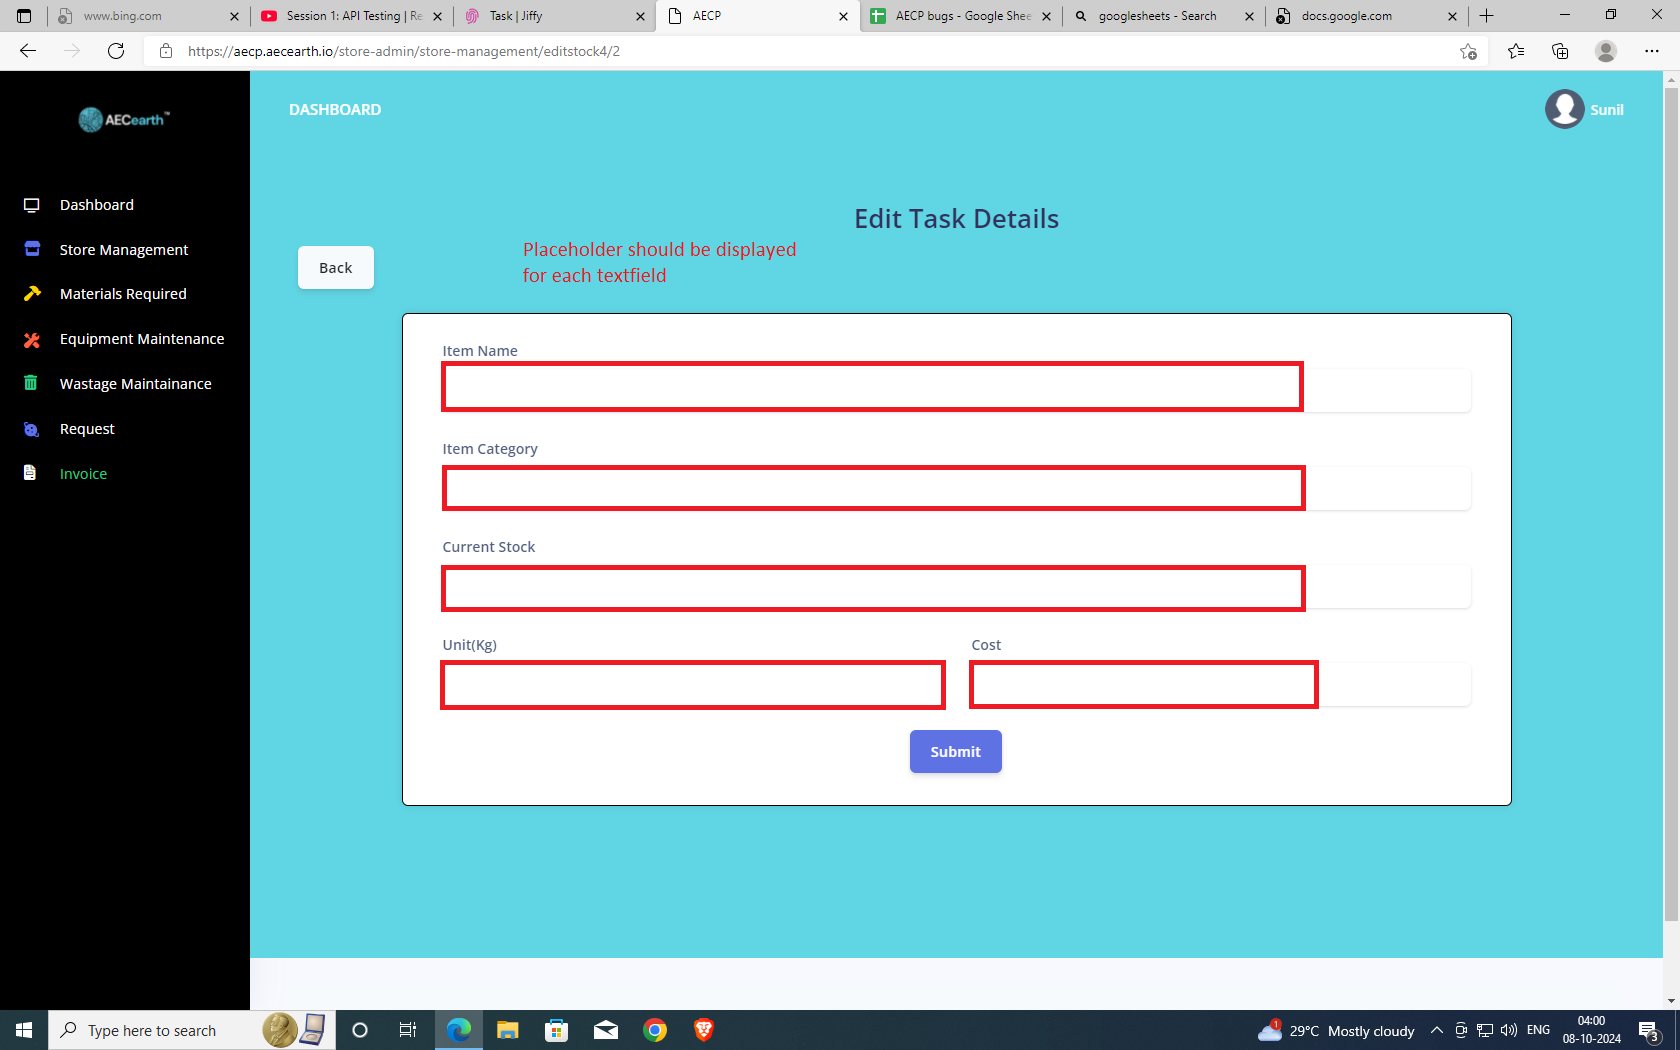 www.bing.com
Session 1: API Testing | Re
Task | Jiffy
AECP
AECP bugs - Google Shee
googlesheets - Search
docs.google.com
https://aecp.aecearth.io/store-admin/store-management/editstock4/2
AECearth™
DASHBOARD
Sunil
Dashboard
Store Management
Materials Required
Equipment Maintenance
Wastage Maintainance
Request
Invoice
Edit Task Details
Back
Placeholder should be displayed
for each textfield
Item Name
Item Category
Current Stock
Unit(Kg)
Cost
Submit
Type here to search
1
29°C Mostly cloudy
ENG
04:00
08-10-2024
3